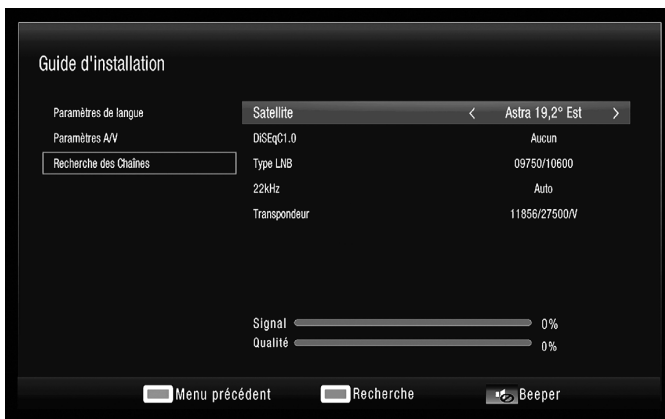 Guide d'installation
Paramètres de langue
Paramètres A/V
Recherche des Chaînes
Satellite < Astra 19,2° Est >
DiSEqC1.0 Aucun
Type LNB 09750/10600
22kHz Auto
Transpondeur 11856/27500/V
Signal 0%
Qualité 0%
Menu précédent Recherche Beeper